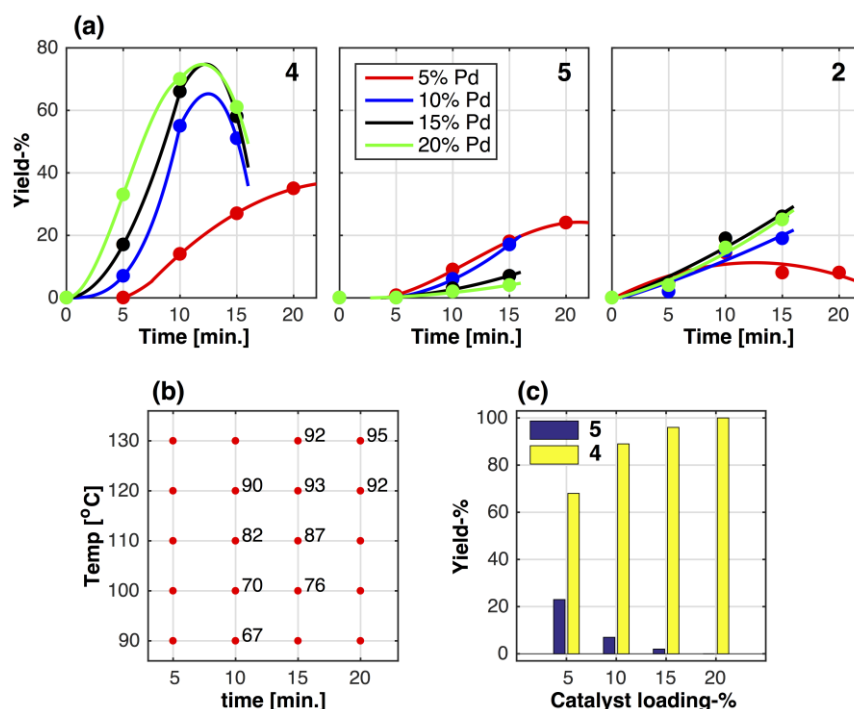 (a)
80
60
40
20
0
Yield-%
4
0 5 10 15 20
Time [min.]
5
5% Pd
10% Pd
15% Pd
20% Pd
0 5 10 15 20
Time [min.]
2
0 5 10 15 20
Time [min.]
(b)
Temp [°C]
130 92 95
120 90 93 92
110 82 87
100 70 76
90 67
5 10 15 20
time [min.]
(c)
5
4
100
80
60
40
20
0
Yield-%
5 10 15 20
Catalyst loading-%